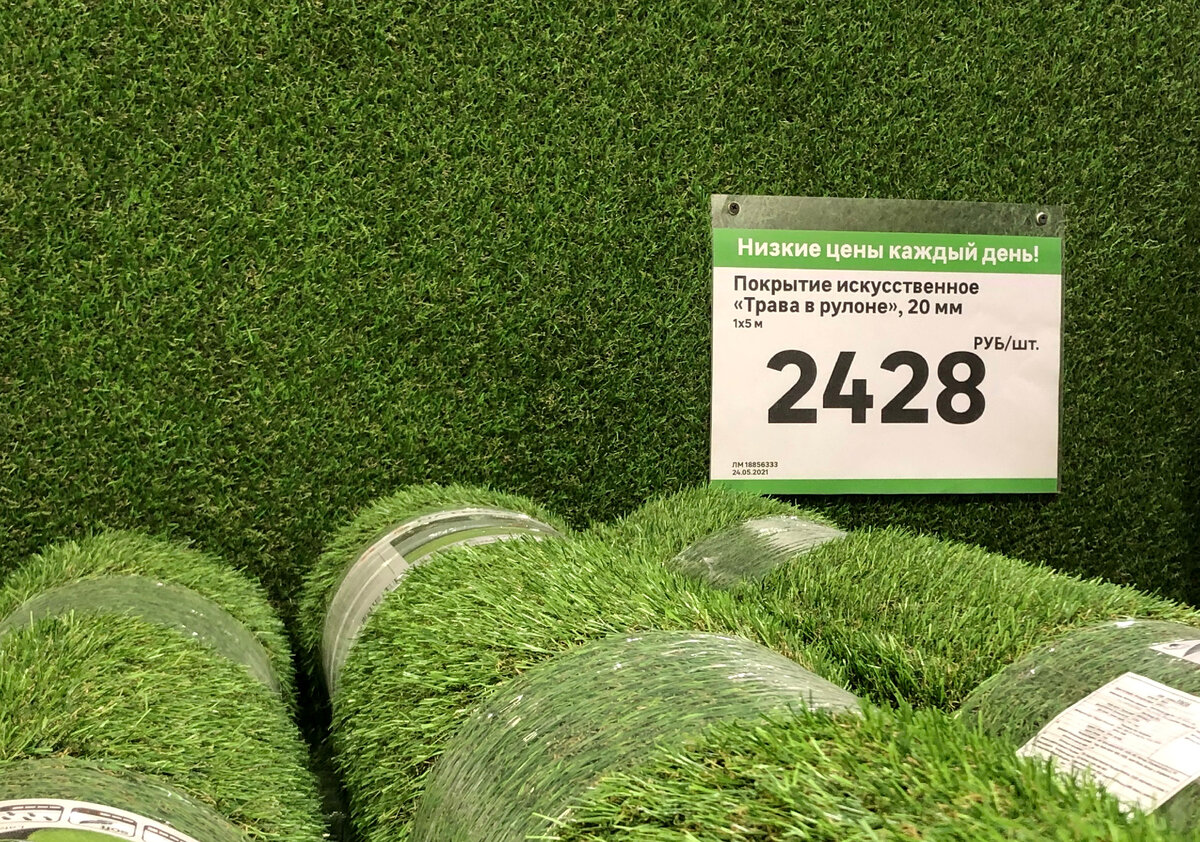 Низкие цены каждый день!
Покрытие искусственное
«Трава в рулоне», 20 мм
1х5 м
РУБ/шт.
2428
ЛМ 18856333
24.05.2021